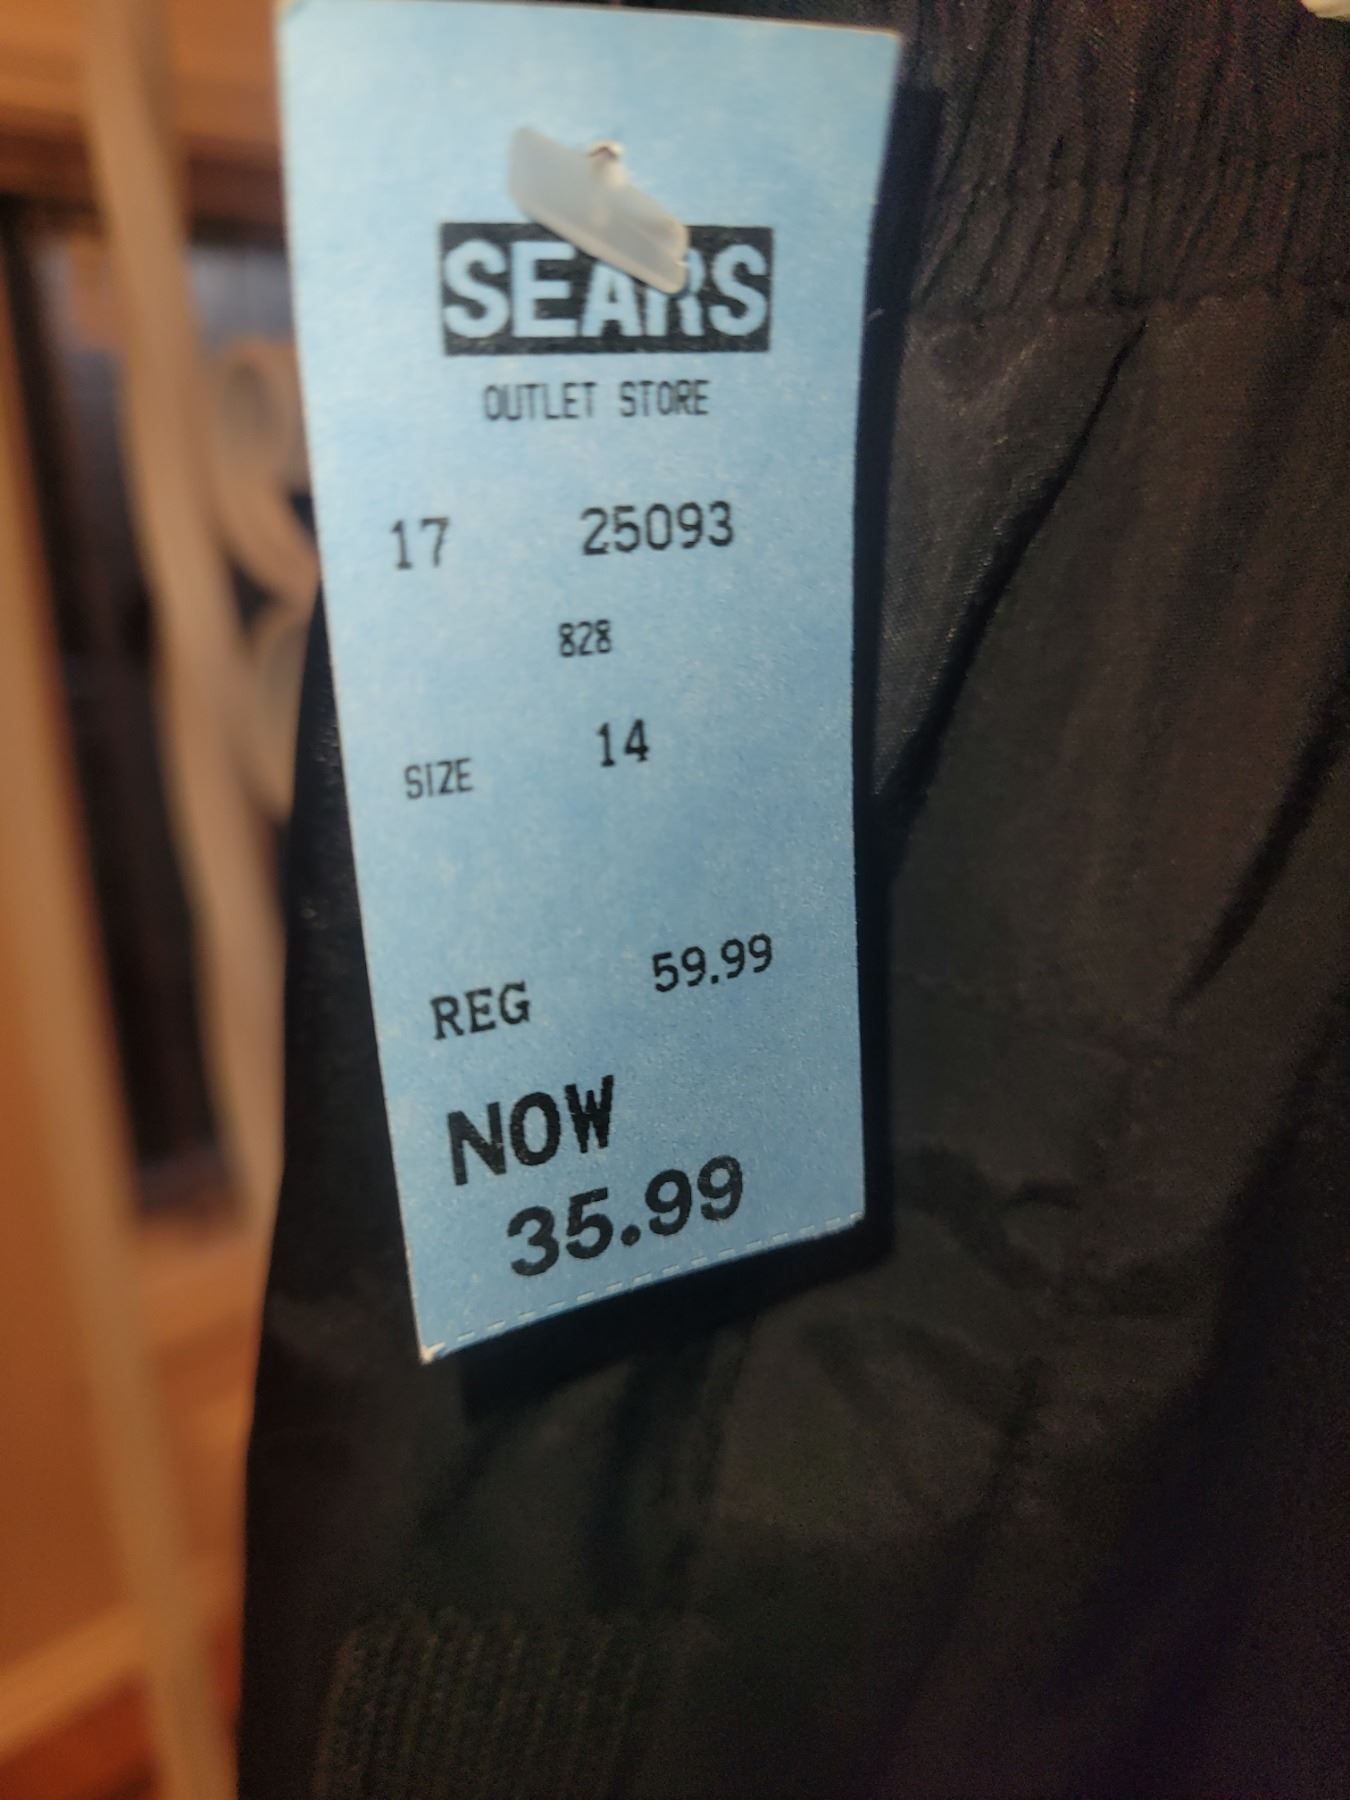 SEARS
OUTLET STORE
17 25093
828
SIZE 14
REG 59.99
NOW
35.99